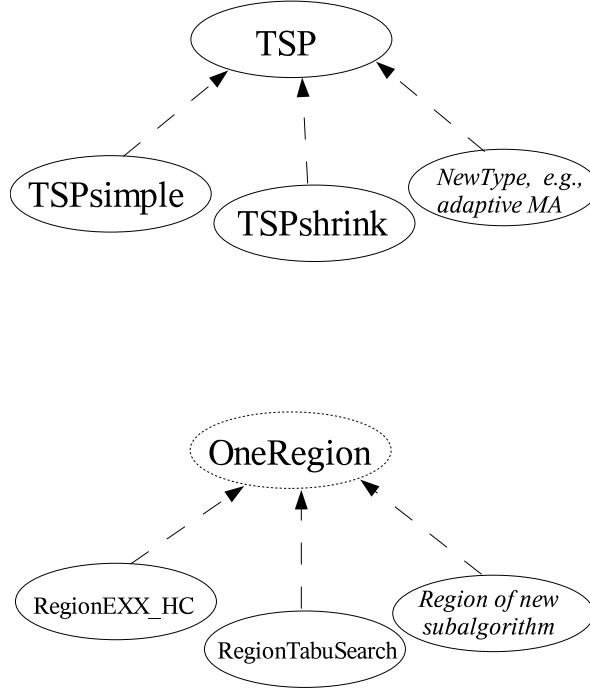 TSP
TSPsimple
TSPshrink
NewType, e.g.,
adaptive MA
OneRegion
RegionEXX_HC
RegionTabuSearch
Region of new
subalgorithm